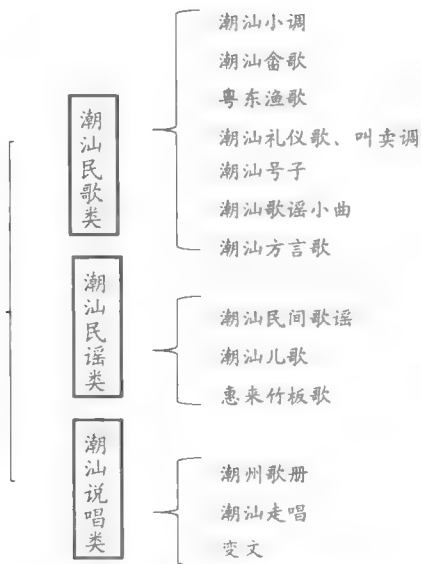 潮汕民歌类
潮汕小调
潮汕畲歌
粤东渔歌
潮汕礼仪歌、叫卖调
潮汕号子
潮汕歌谣小曲
潮汕方言歌
潮汕民谣类
潮汕民间歌谣
潮汕儿歌
惠来竹板歌
潮汕说唱类
潮州歌册
潮汕走唱
变文